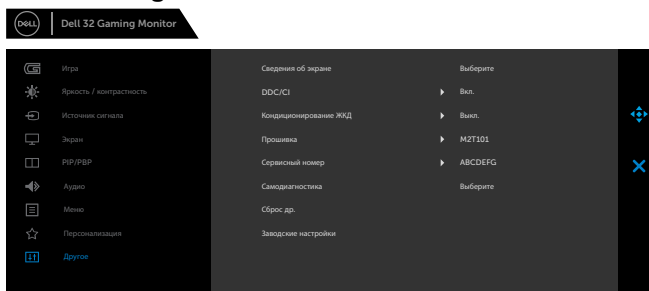 DELL
Dell 32 Gaming Monitor
Игра Сведения об экране Выберите
Яркость / контрастность DDC/CI Вкл.
Источник сигнала Кондиционирование ЖКД Выкл.
Экран Прошивка M2T101
PIP/PBP Сервисный номер ABCDEFG
Аудио Самодиагностика Выберите
Меню Сброс др.
Персонализация Заводские настройки
Другое